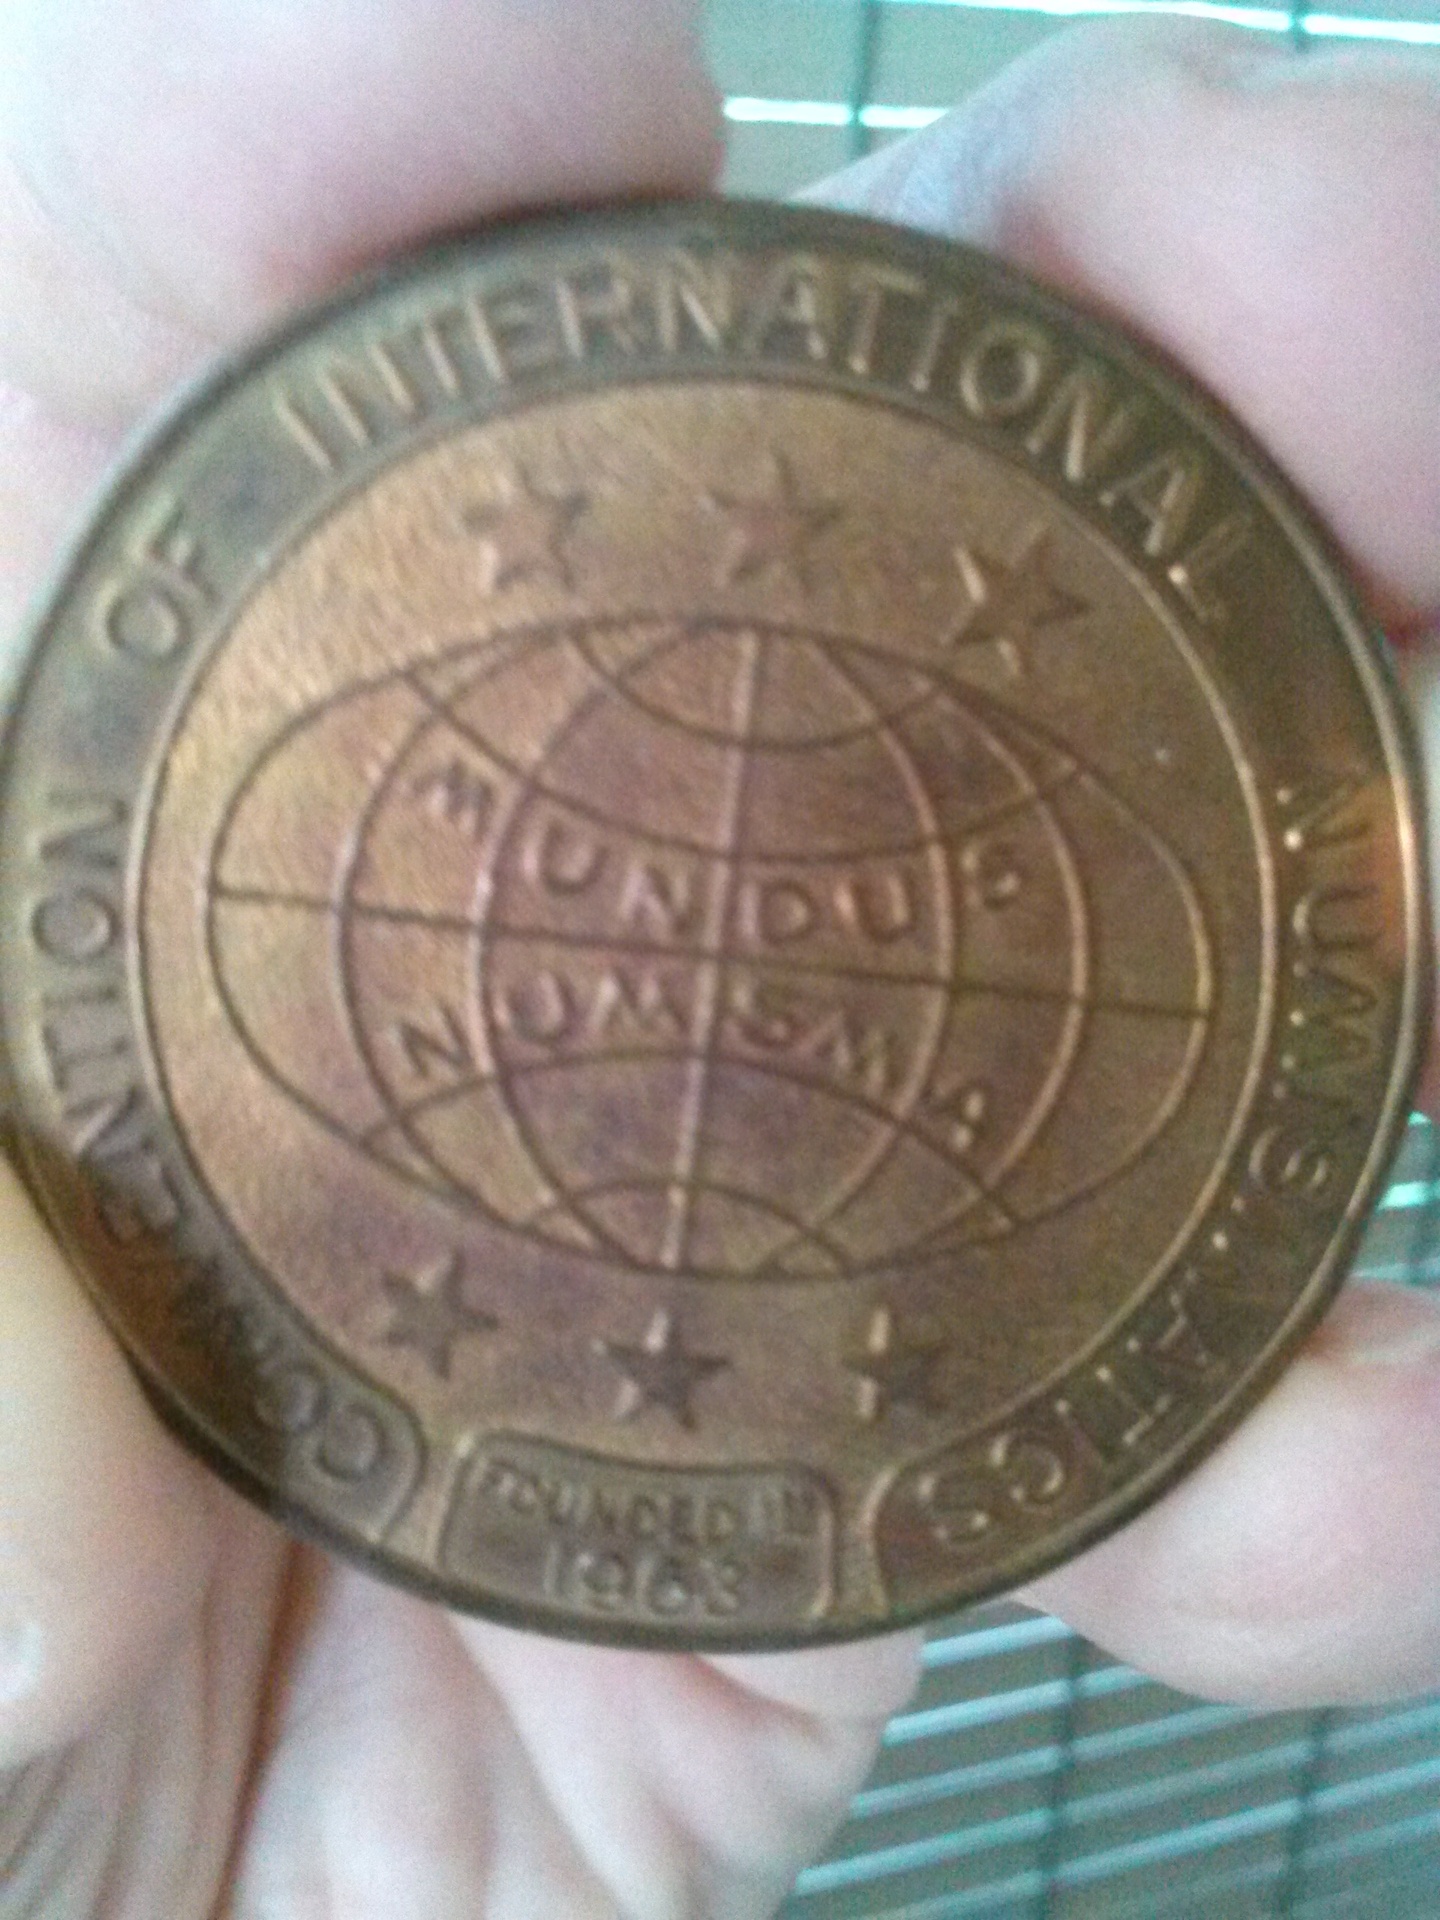 CONVENTION OF INTERNATIONAL NUMISMATICS
MUNDUS
NUMISMA
FOUNDED IN
1963